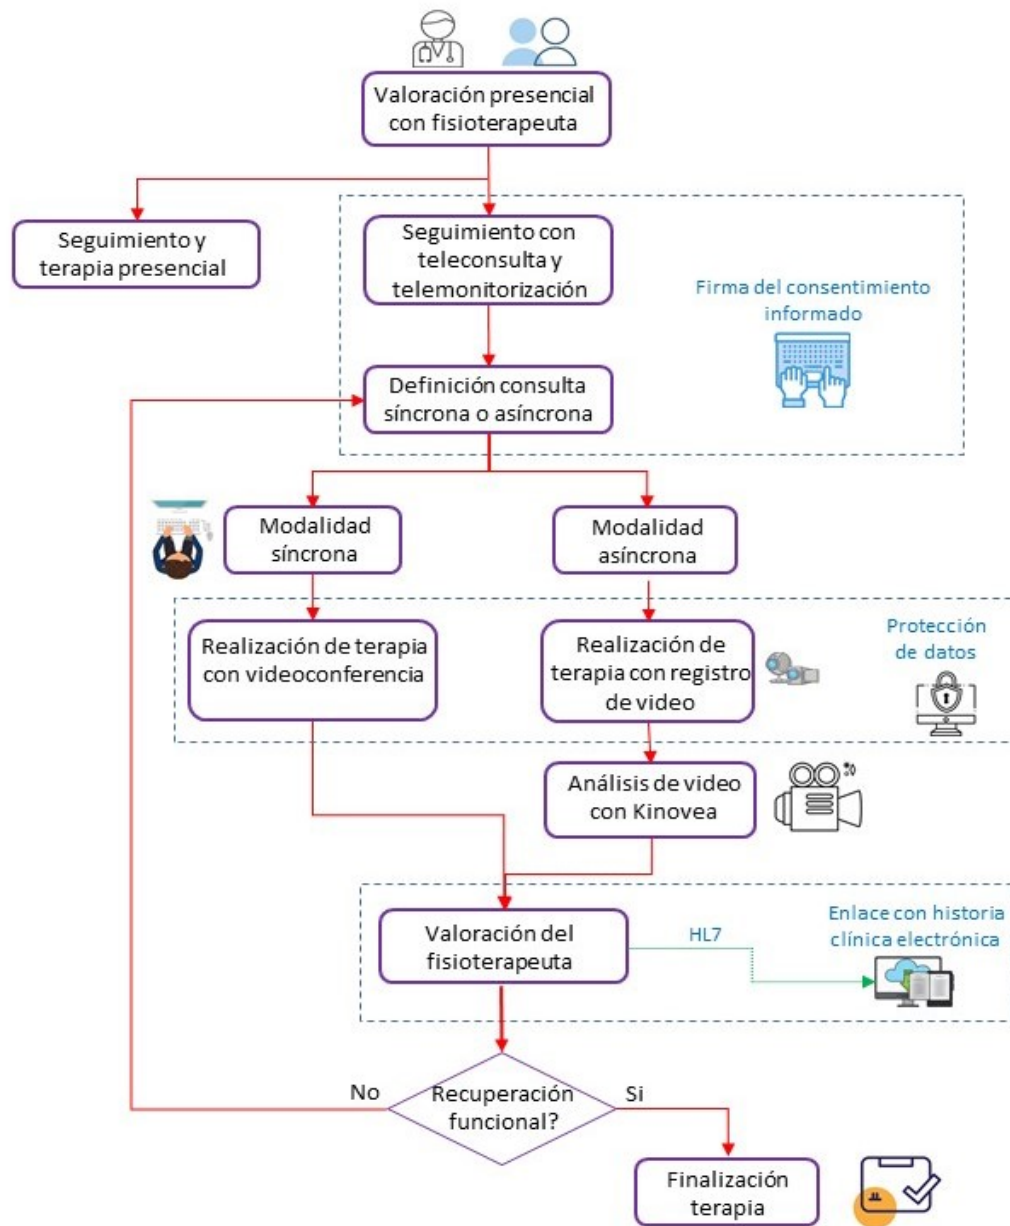 Valoración presencial
con fisioterapeuta
Seguimiento y
terapia presencial
Seguimiento con
teleconsulta y
telemonitorización
Firma del consentimiento
informado
Definición consulta
síncrona o asíncrona
Modalidad
síncrona
Modalidad
asíncrona
Realización de terapia
con videoconferencia
Realización de
terapia con registro
de video
Protección
de datos
Análisis de video
con Kinovea
Valoración del
fisioterapeuta
HL7
Enlace con historia
clínica electrónica
No
Recuperación
funcional?
Si
Finalización
terapia